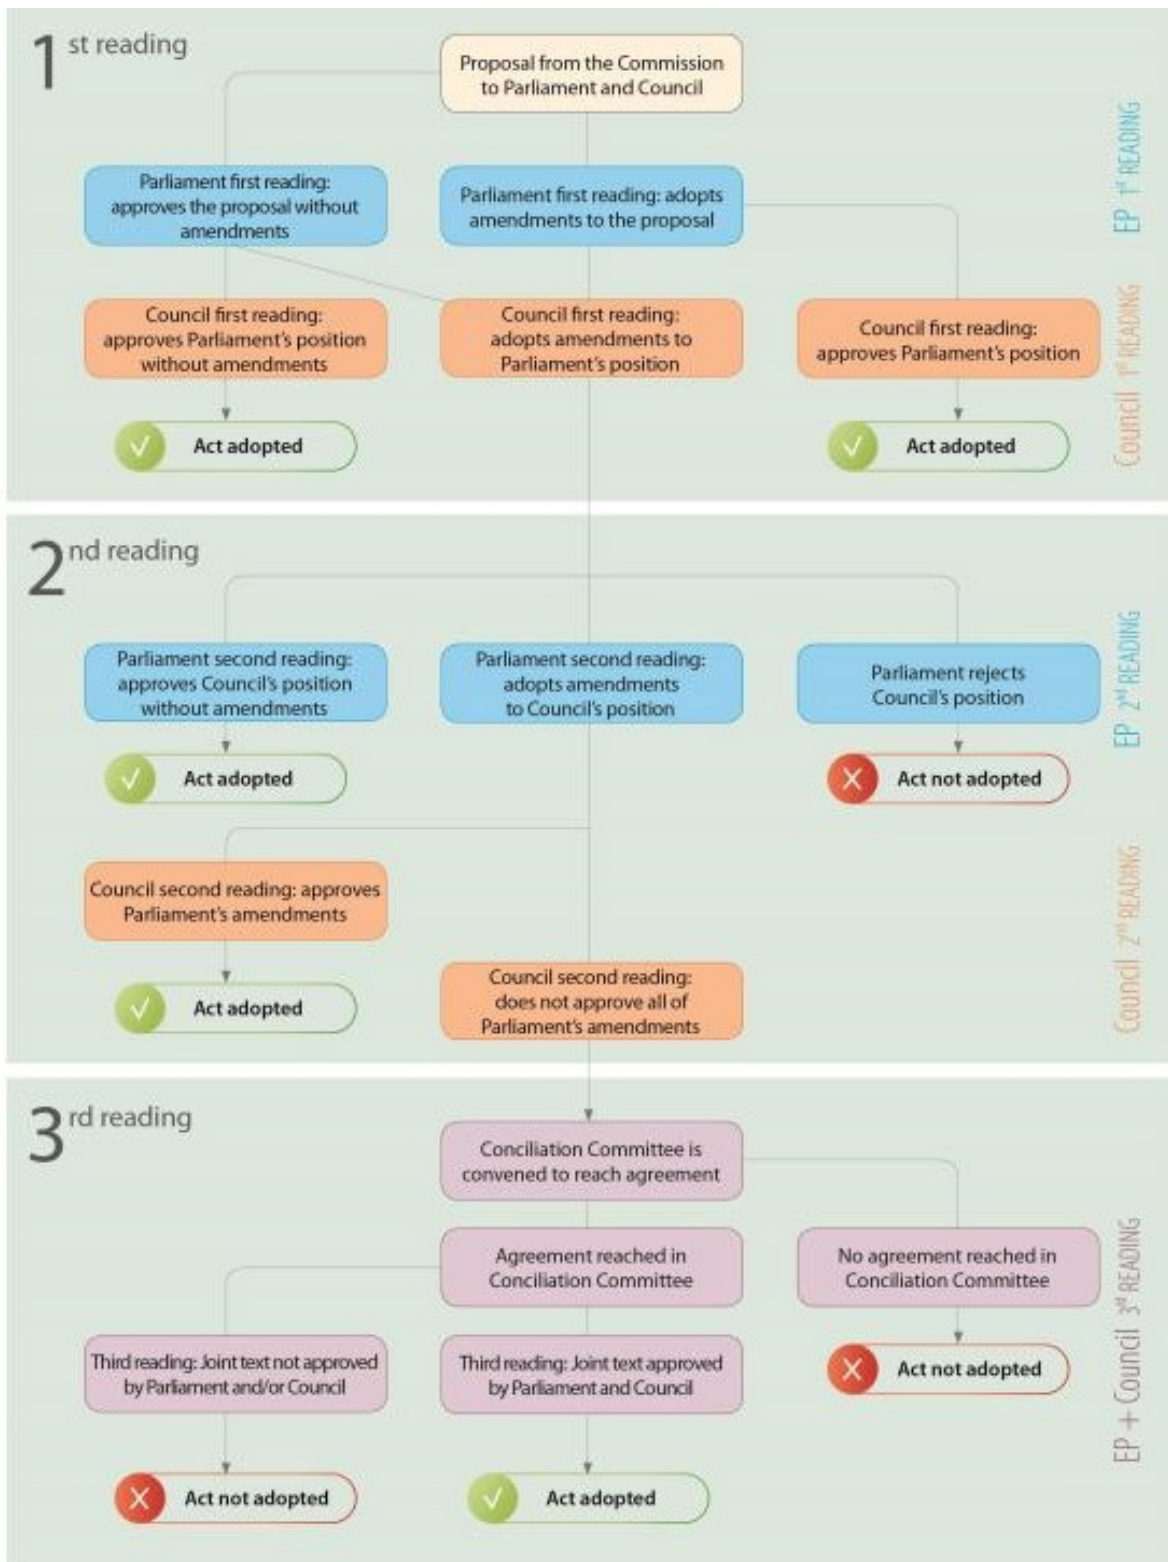 1 st reading
Proposal from the Commission
to Parliament and Council
EP 1st READING
Parliament first reading:
approves the proposal without
amendments
Parliament first reading: adopts
amendments to the proposal
Council 1st READING
Council first reading:
approves Parliament's position
without amendments
Council first reading:
adopts amendments to
Parliament's position
Council first reading:
approves Parliament's position
Act adopted
Act adopted
2 nd reading
EP 2nd READING
Parliament second reading:
approves Council's position
without amendments
Parliament second reading:
adopts amendments
to Council's position
Parliament rejects
Council's position
Act adopted
Act not adopted
Council 2nd READING
Council second reading: approves
Parliament's amendments
Act adopted
Council second reading:
does not approve all of
Parliament's amendments
3 rd reading
Conciliation Committee is
convened to reach agreement
EP + Council 3rd READING
Agreement reached in
Conciliation Committee
No agreement reached in
Conciliation Committee
Third reading: Joint text not approved
by Parliament and/or Council
Third reading: Joint text approved
by Parliament and Council
Act not adopted
Act not adopted
Act adopted